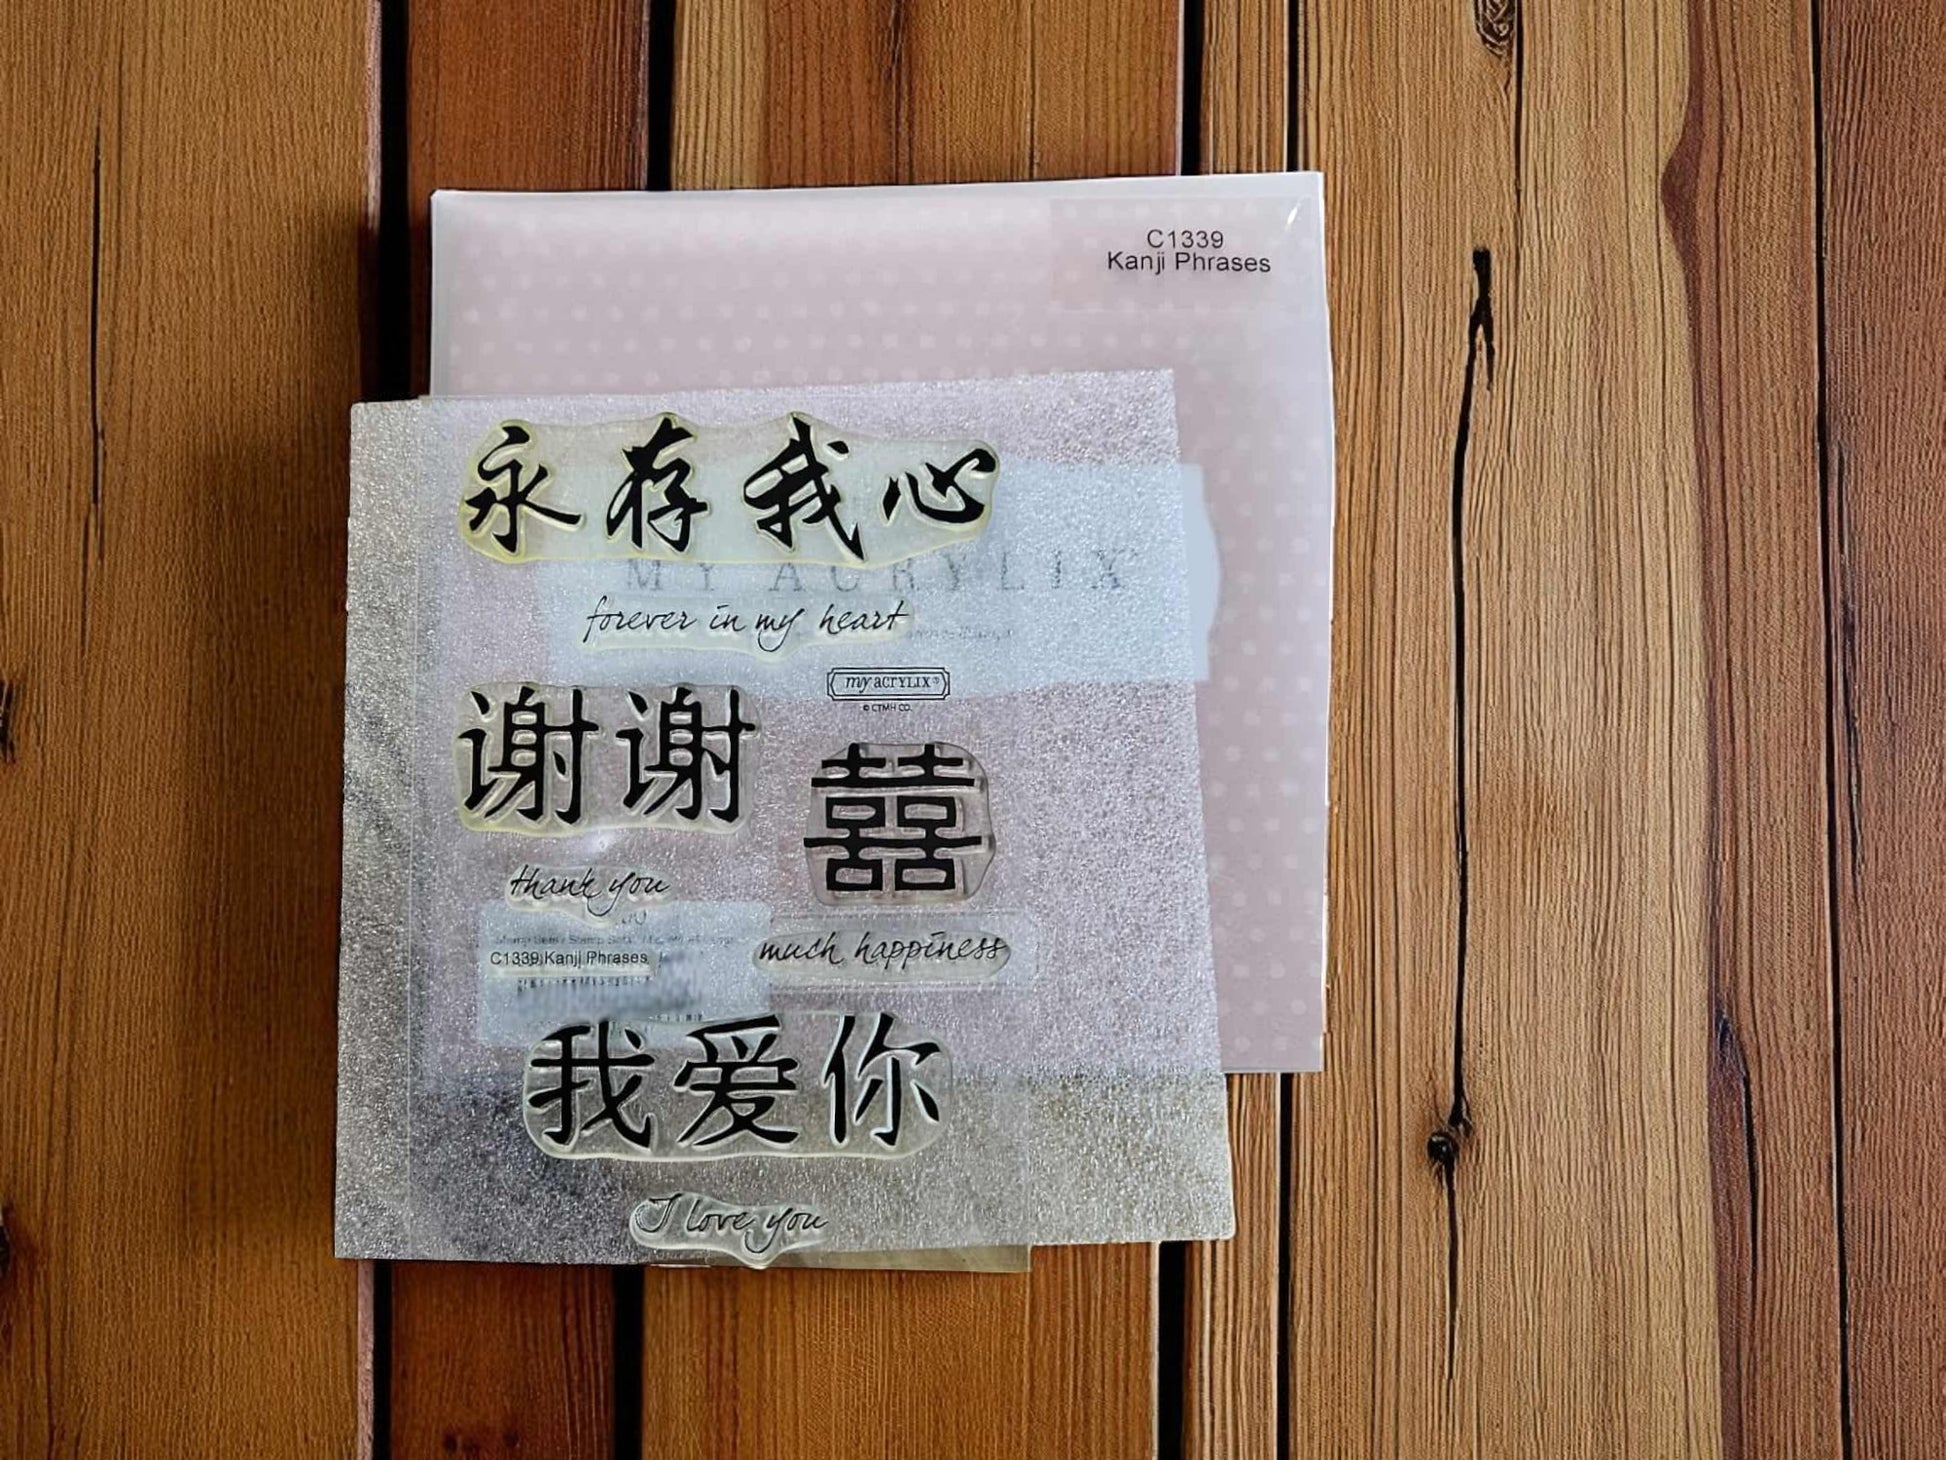 C1339
Kanji Phrases
永存我心
MY ACRYLIX
forever in my heart
my ACRYLIX®
© CTMH CO.
谢谢
囍
thank you
much happiness
C1339 Kanji Phrases
我爱你
I love you